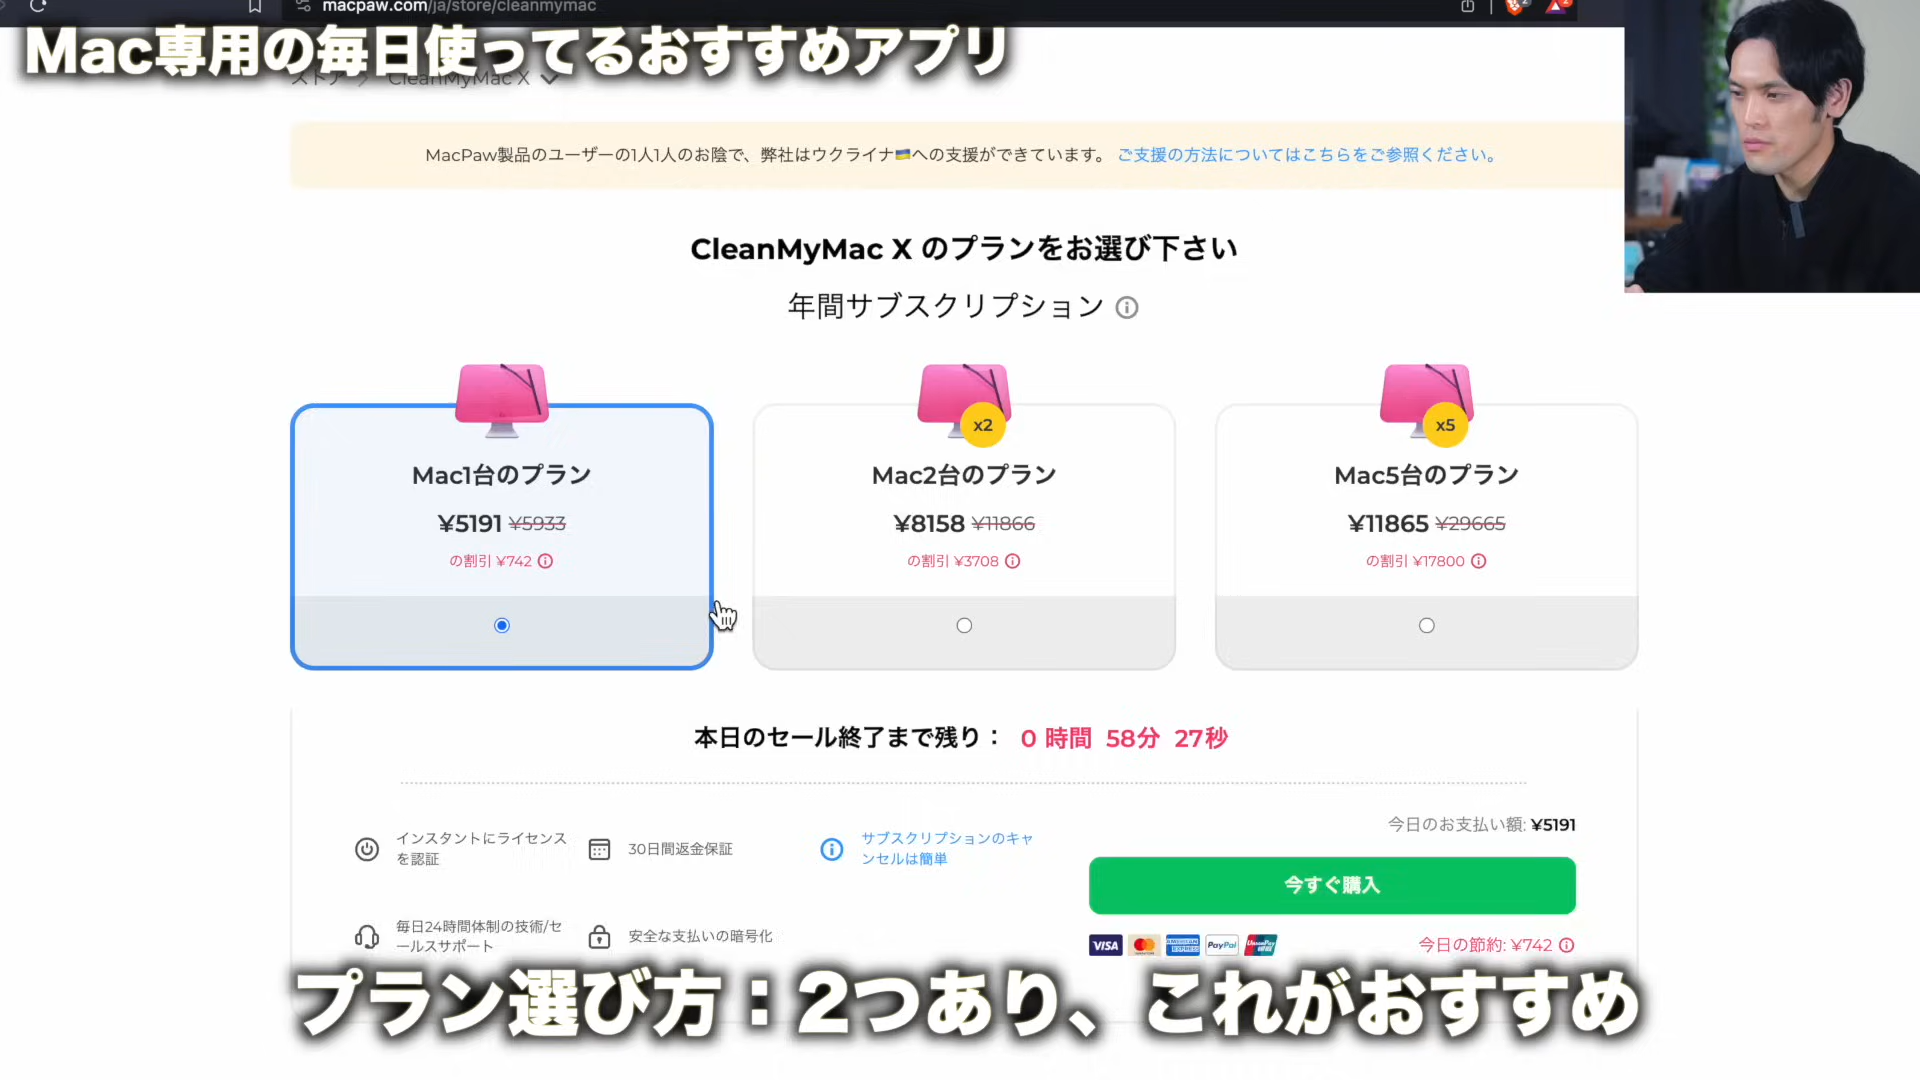 macpaw.com/ja/store/cleanmymac
Mac専用の毎日使ってるおすすめアプリ
ストア > CleanMyMac X
MacPaw製品のユーザーの1人1人のお陰で、弊社はウクライナ🇺🇦への支援ができています。 ご支援の方法についてはこちらをご参照ください。
CleanMyMac X のプランをお選び下さい
年間サブスクリプション
x2
x5
Mac1台のプラン
Mac2台のプラン
Mac5台のプラン
¥5191 ¥5933
¥8158 ¥11866
¥11865 ¥29665
の割引 ¥742
の割引 ¥3708
の割引 ¥17800
本日のセール終了まで残り： 0 時間 58分 27秒
インスタントにライセンス
を認証
30日間返金保証
サブスクリプションのキャ
ンセルは簡単
毎日24時間体制の技術/セ
ールスサポート
安全な支払いの暗号化
今日のお支払い額: ¥5191
今すぐ購入
VISA
AMERICAN EXPRESS
PayPal
UnionPay
今日の節約: ¥742
プラン選び方：2つあり、これがおすすめ